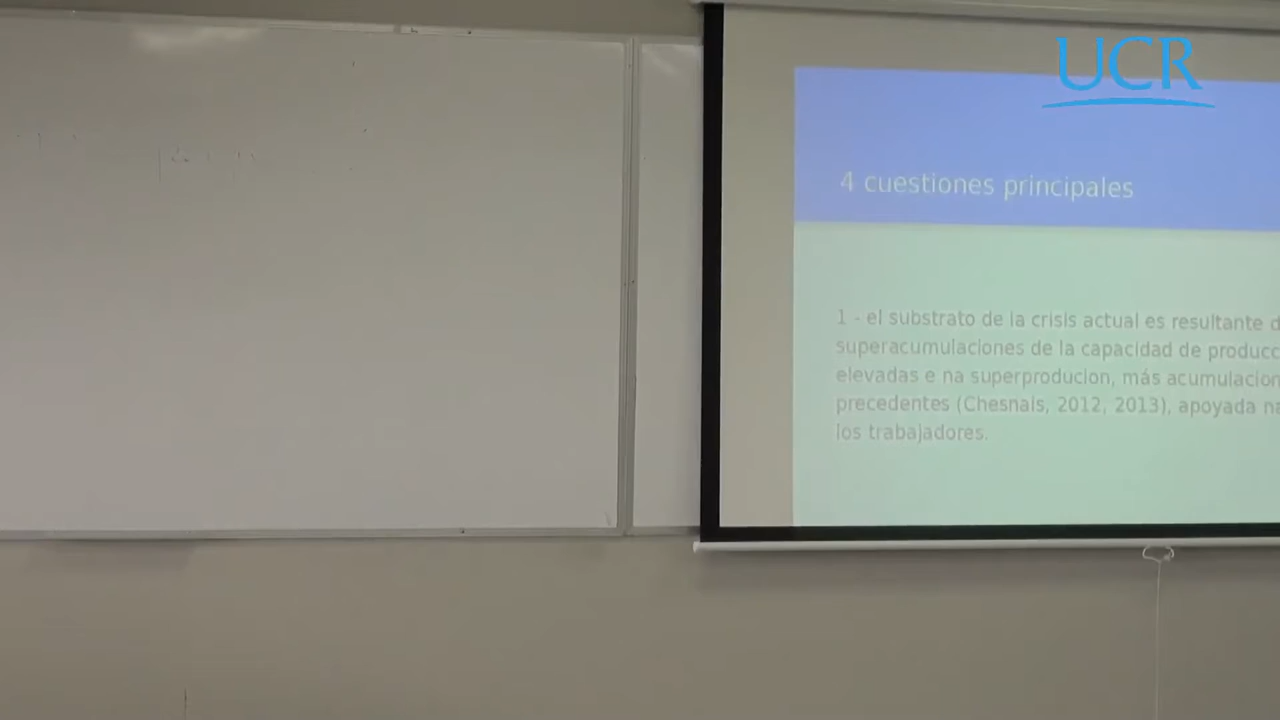 UCR
4 cuestiones principales
1 - el substrato de la crisis actual es resultante
superacumulaciones de la capacidad de producc
elevadas e na superproducion, más acumulacion
precedentes (Chesnais, 2012, 2013), apoyada na
los trabajadores.